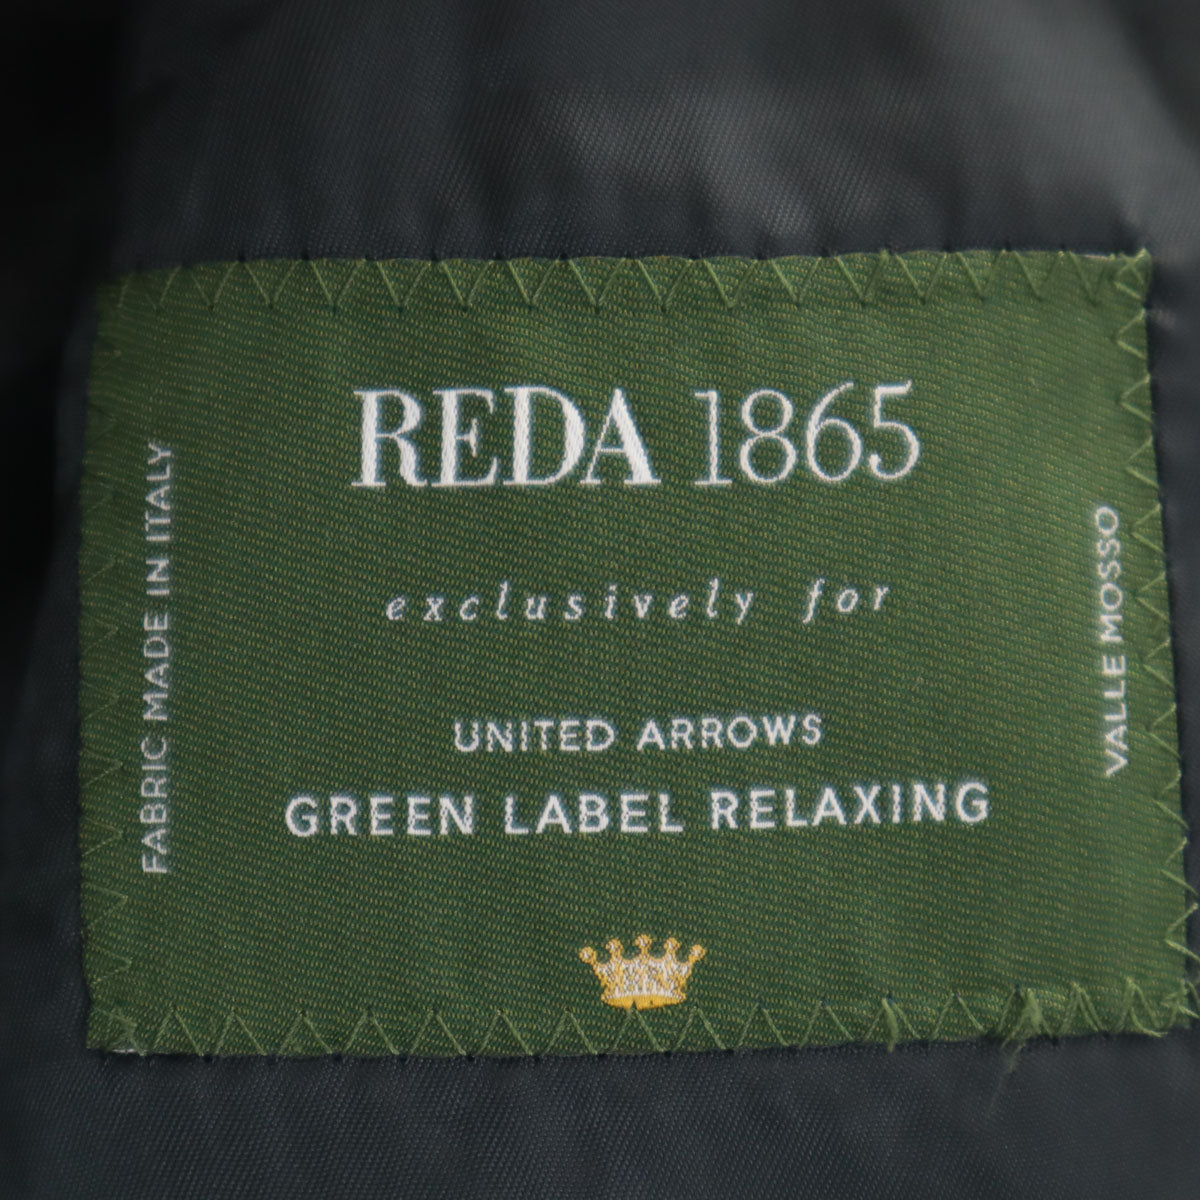 REDA 1865
exclusively for
UNITED ARROWS
GREEN LABEL RELAXING
FABRIC MADE IN ITALY
VALLE MOSSO